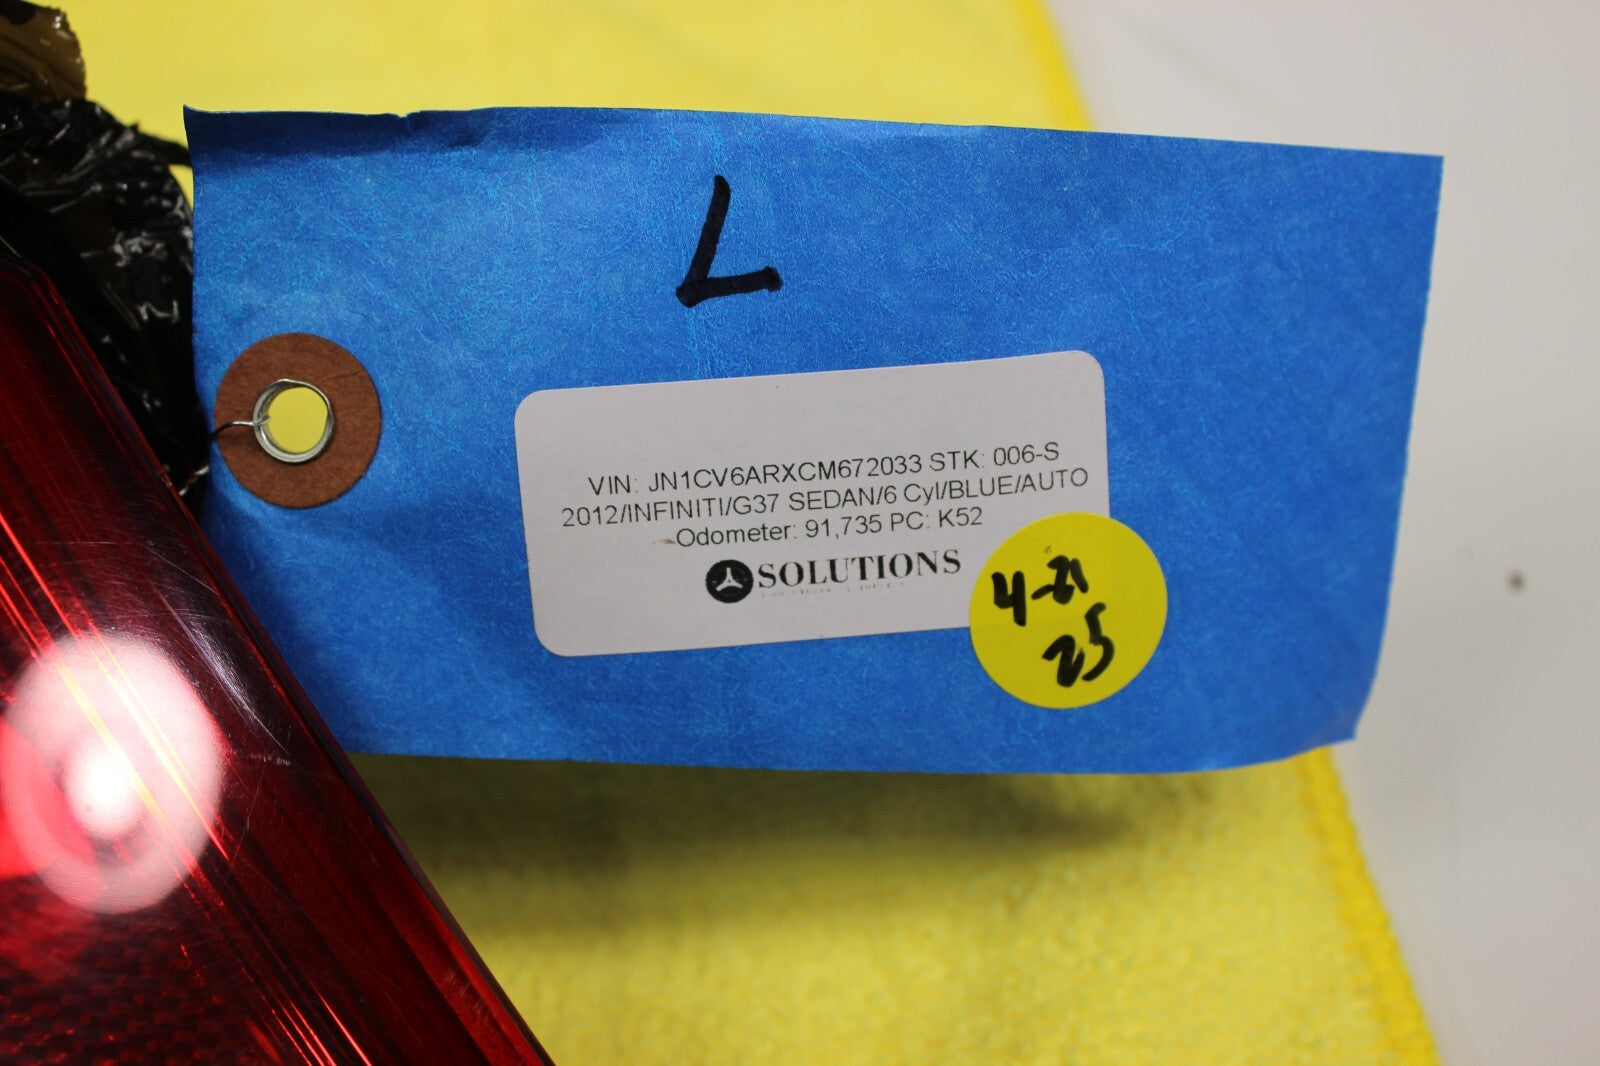 L
VIN: JN1CV6ARXCM672033 STK: 006-S
2012/INFINITI/G37 SEDAN/6 Cyl/BLUE/AUTO
Odometer: 91,735 PC: K52
SOLUTIONS
4-21
25